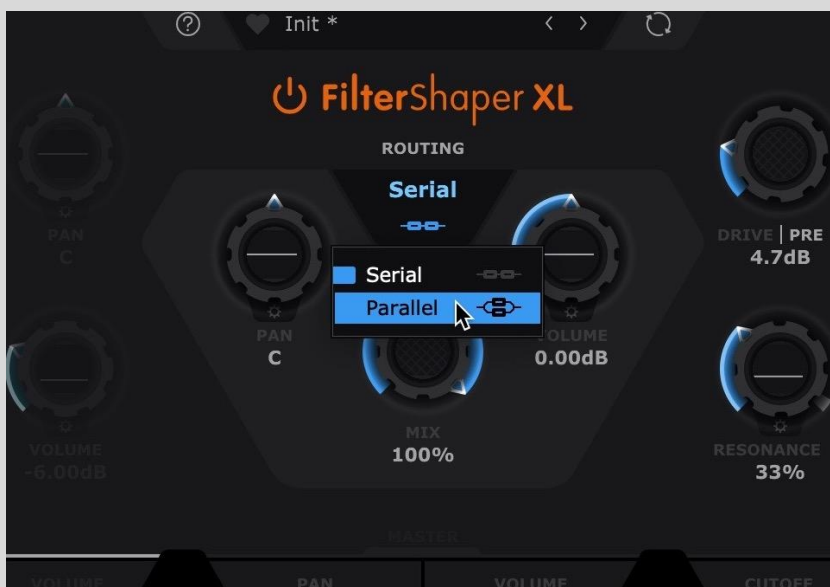 Init *
FilterShaper XL
ROUTING
Serial
PAN
C
DRIVE | PRE
4.7dB
Serial
Parallel
PAN
C
VOLUME
0.00dB
MIX
100%
VOLUME
-6.00dB
RESONANCE
33%
MASTER
VOLUME
PAN
VOLUME
CUTOFF